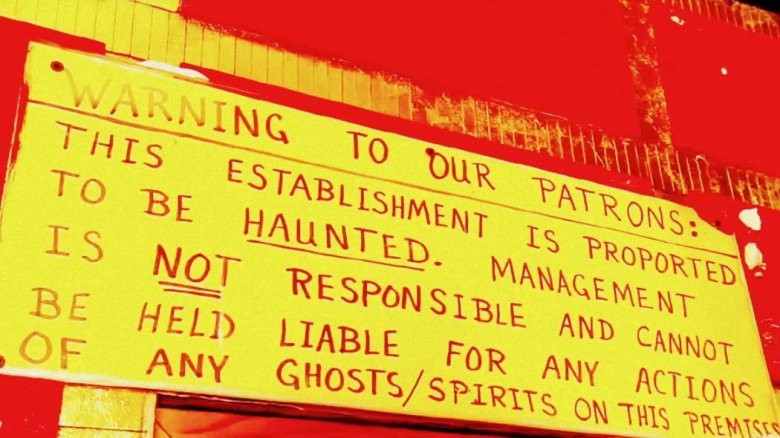 WARNING TO OUR PATRONS:
THIS ESTABLISHMENT IS PROPORTED
TO BE HAUNTED. MANAGEMENT
IS NOT RESPONSIBLE AND CANNOT
BE HELD LIABLE FOR ANY ACTIONS
OF ANY GHOSTS/SPIRITS ON THIS PREMISES